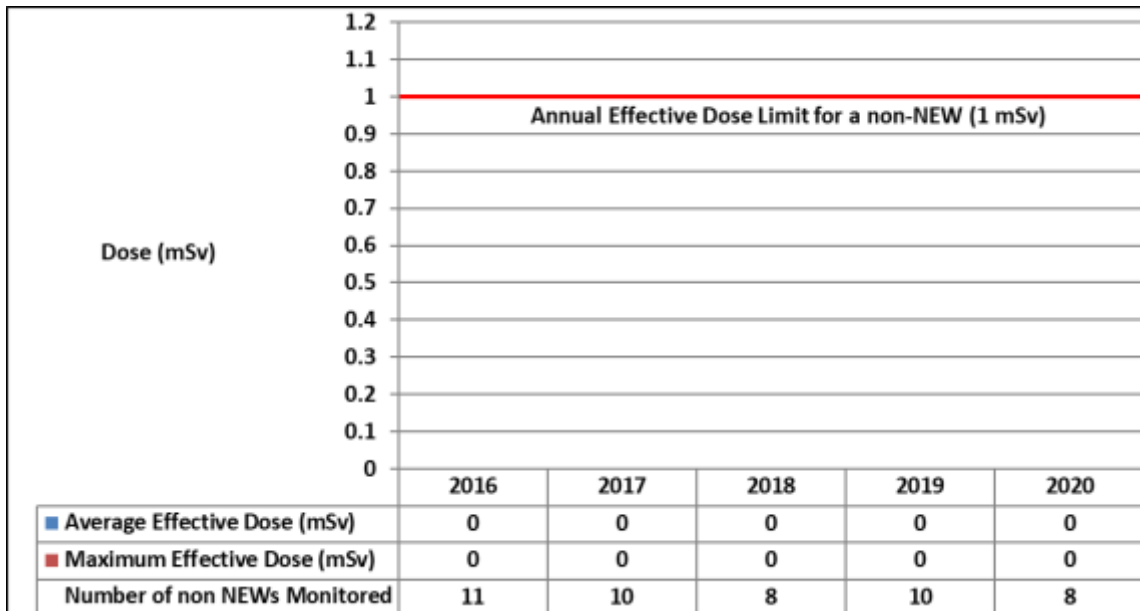 1.2
1.1
1
Annual Effective Dose Limit for a non-NEW (1 mSv)
0.9
0.8
0.7
0.6
Dose (mSv)
0.5
0.4
0.3
0.2
0.1
0
2016 2017 2018 2019 2020
Average Effective Dose (mSv) 0 0 0 0 0
Maximum Effective Dose (mSv) 0 0 0 0 0
Number of non NEWs Monitored 11 10 8 10 8